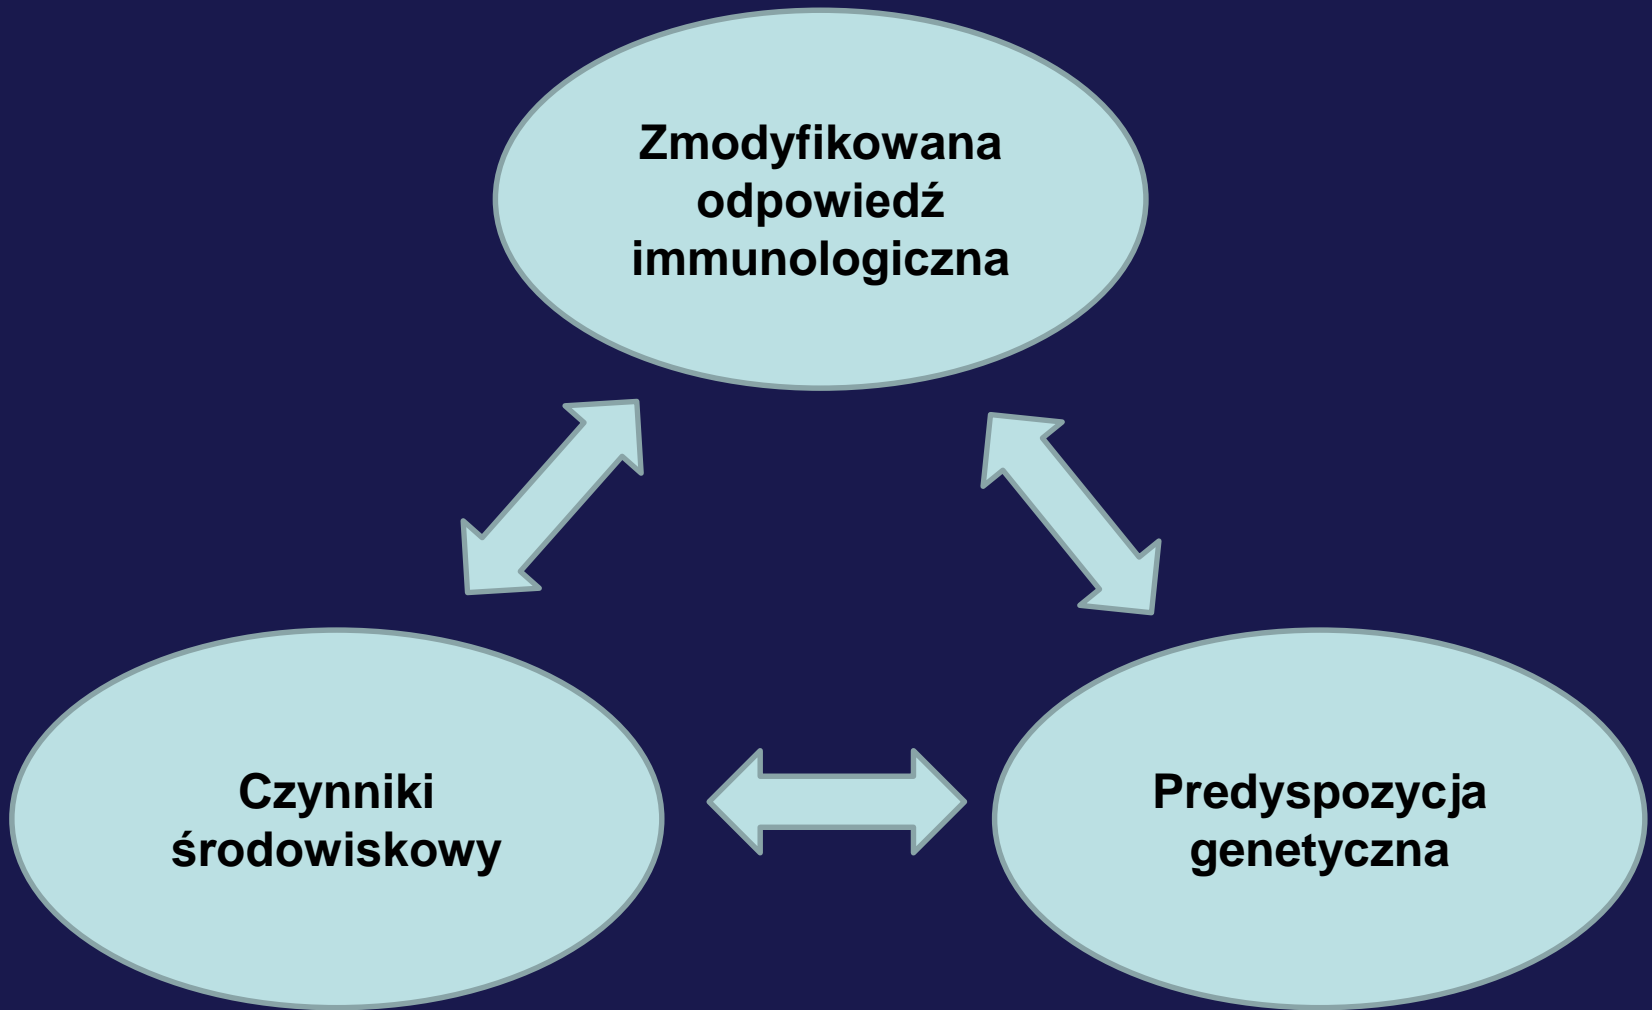 Zmodyfikowana
odpowiedź
immunologiczna
Czynniki
środowiskowy
Predyspozycja
genetyczna